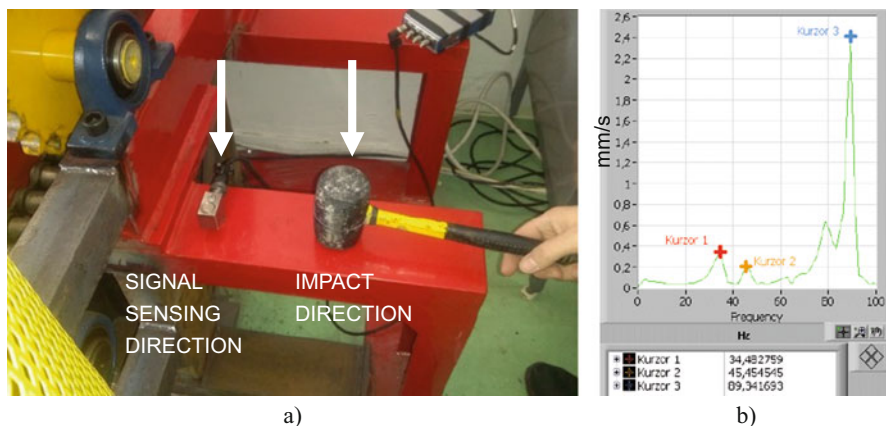 SIGNAL
SENSING
DIRECTION
IMPACT
DIRECTION
a)
2,6
2,4
2,2
2
1,8
1,6
1,4
1,2
1
0,8
0,6
0,4
0,2
0
mm/s
Kurzor 3
Kurzor 1
Kurzor 2
0 20 40 60 80 100
Frequency
Hz
Kurzor 1 34,482759
Kurzor 2 45,454545
Kurzor 3 89,341693
b)